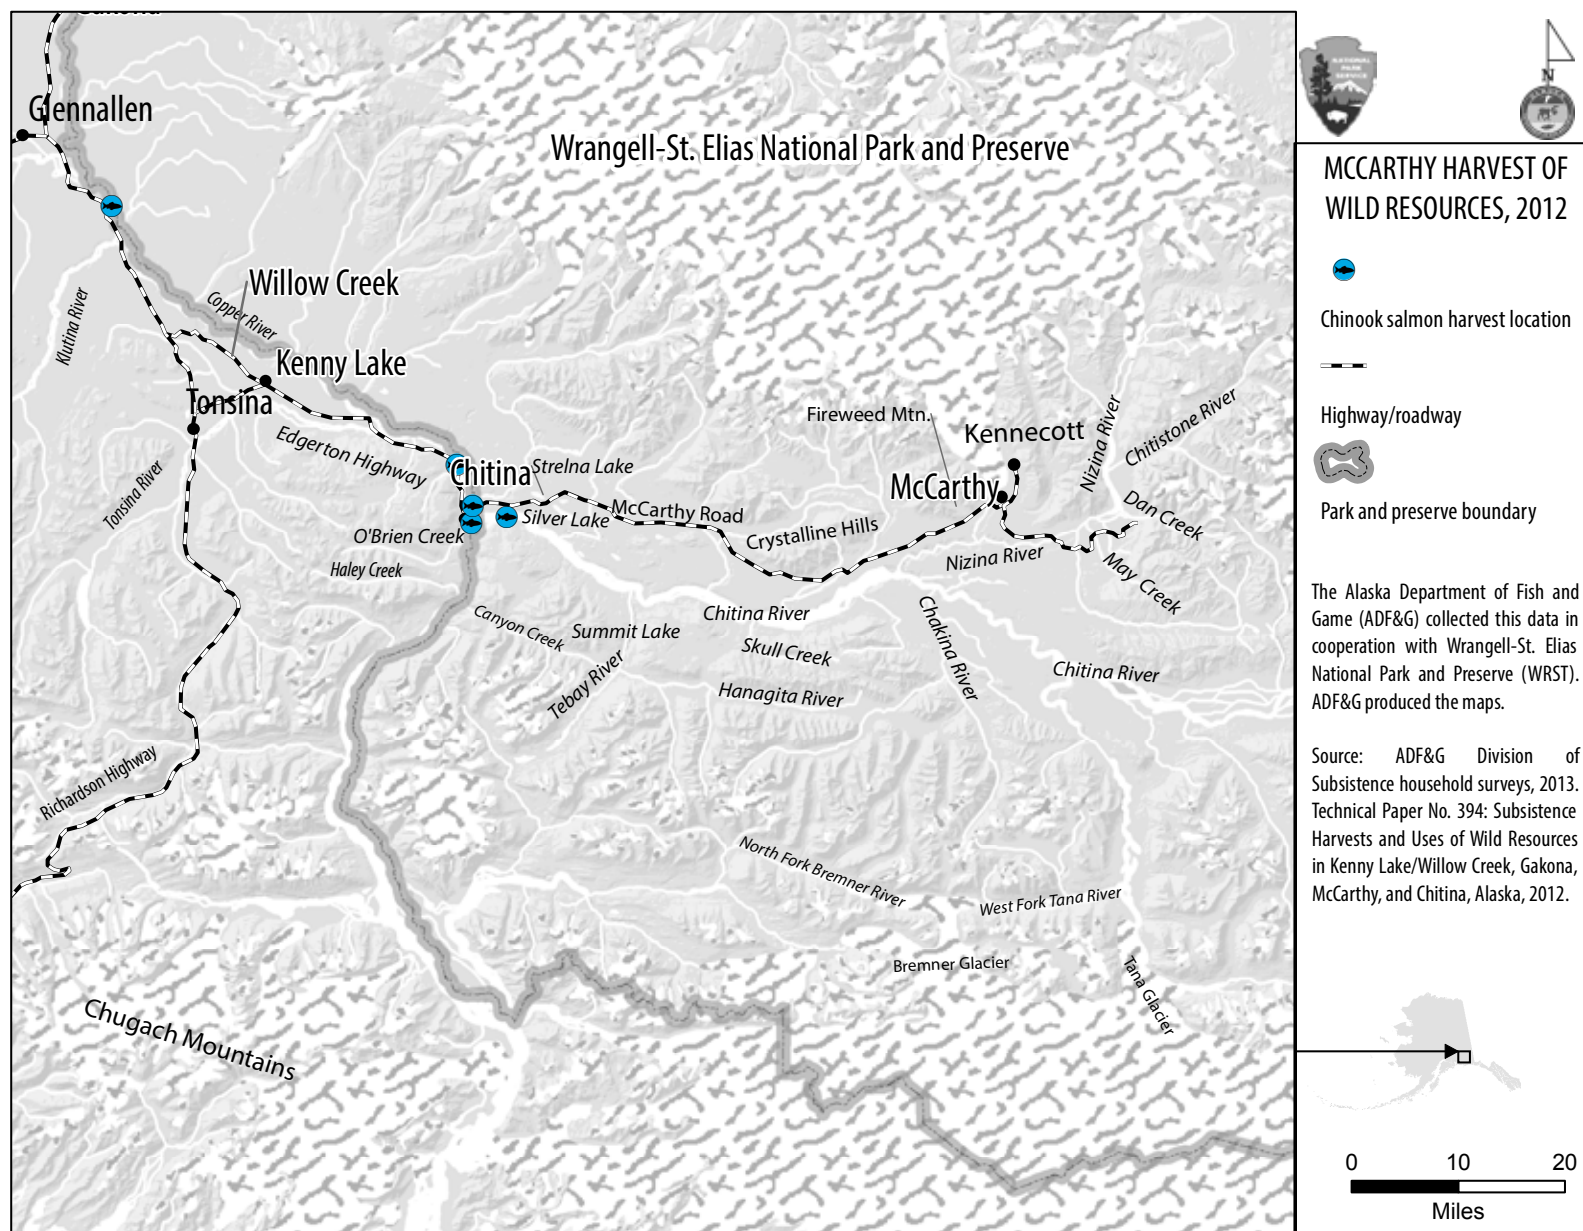 Glennallen
Wrangell-St. Elias National Park and Preserve
Willow Creek
Copper River
Klutina River
Kenny Lake
Tonsina
Edgerton Highway
Tonsina River
Chitina
Strelna Lake
Silver Lake
McCarthy Road
O'Brien Creek
Haley Creek
Fireweed Mtn.
Kennecott
McCarthy
Nizina River
Chitistone River
Dan Creek
May Creek
Crystalline Hills
Nizina River
Canyon Creek
Summit Lake
Tebay River
Chitina River
Skull Creek
Hanagita River
Chakina River
Chitina River
Richardson Highway
North Fork Bremner River
West Fork Tana River
Bremner Glacier
Tana Glacier
Chugach Mountains
NATIONAL
PARK
SERVICE
N
MCCARTHY HARVEST OF
WILD RESOURCES, 2012
Chinook salmon harvest location
Highway/roadway
Park and preserve boundary
The Alaska Department of Fish and
Game (ADF&G) collected this data in
cooperation with Wrangell-St. Elias
National Park and Preserve (WRST).
ADF&G produced the maps.
Source: ADF&G Division of
Subsistence household surveys, 2013.
Technical Paper No. 394: Subsistence
Harvests and Uses of Wild Resources
in Kenny Lake/Willow Creek, Gakona,
McCarthy, and Chitina, Alaska, 2012.
0 10 20
Miles